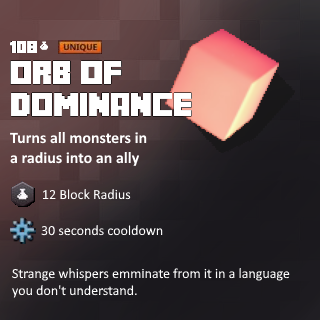 108 UNIQUE
ORB OF
DOMINANCE
Turns all monsters in
a radius into an ally
12 Block Radius
30 seconds cooldown
Strange whispers emminate from it in a language
you don't understand.